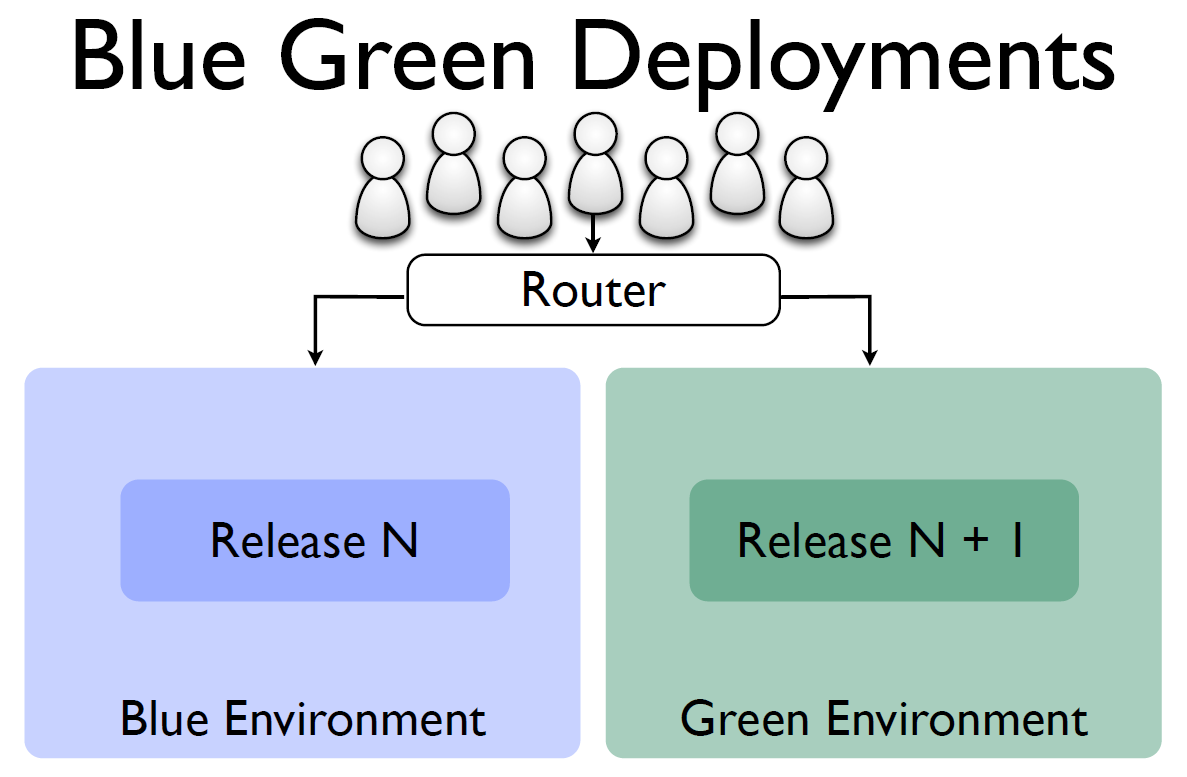 Blue Green Deployments
Router
Release N
Release N + 1
Blue Environment
Green Environment